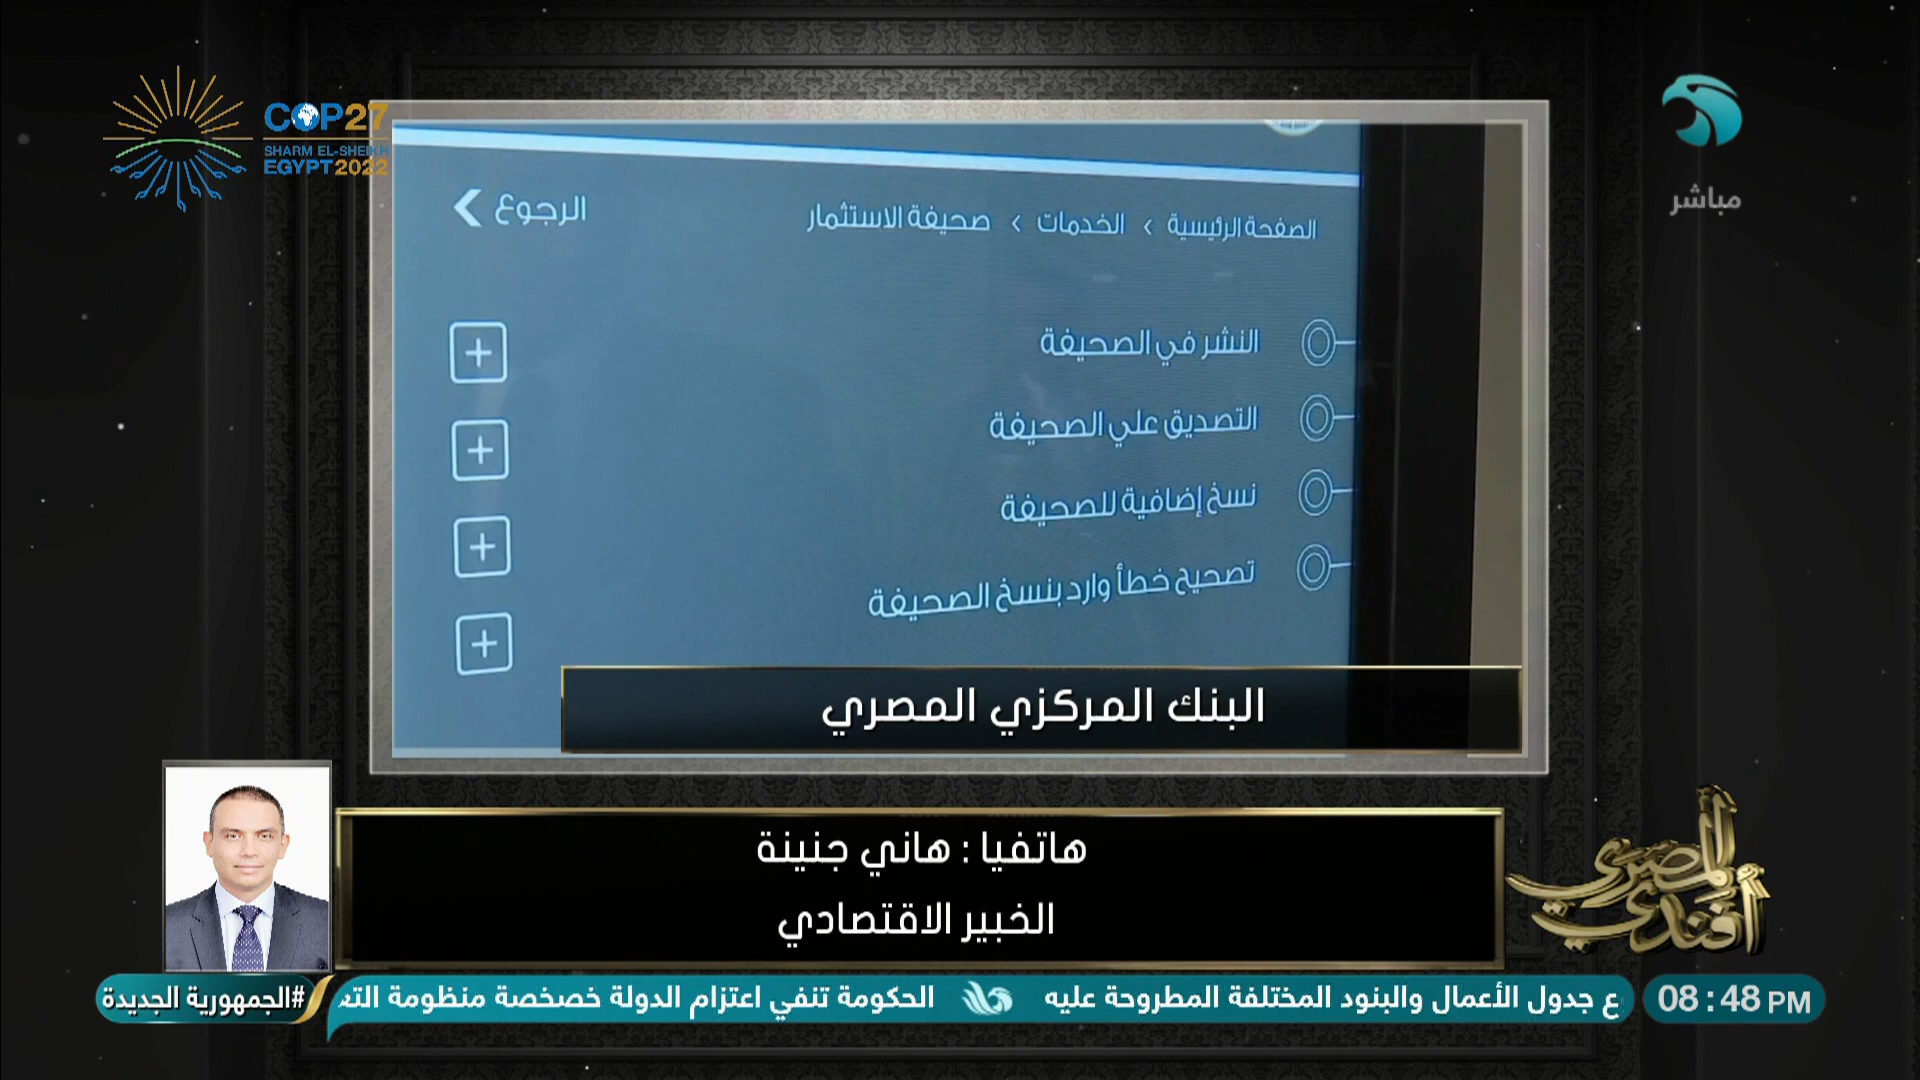 COP27
SHARM EL-SHEIKH
EGYPT2022
مباشر
الرجوع
الصفحة الرئيسية > الخدمات > صحيفة الاستثمار
النشر في الصحيفة
التصديق علي الصحيفة
نسخ إضافية للصحيفة
تصحيح خطأ وارد بنسخ الصحيفة
البنك المركزي المصري
هاتفيا : هاني جنينة
الخبير الاقتصادي
المصري أفندي
ع جدول الأعمال والبنود المختلفة المطروحة عليه
الحكومة تنفي اعتزام الدولة خصخصة منظومة التع
#الجمهورية الجديدة
08:48 PM